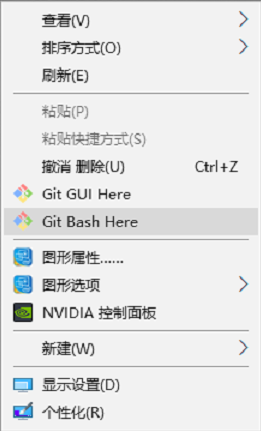 查看(V)
排序方式(O)
刷新(E)
粘贴(P)
粘贴快捷方式(S)
撤消 删除(U) Ctrl+Z
Git GUI Here
Git Bash Here
图形属性......
图形选项
NVIDIA 控制面板
新建(W)
显示设置(D)
个性化(R)